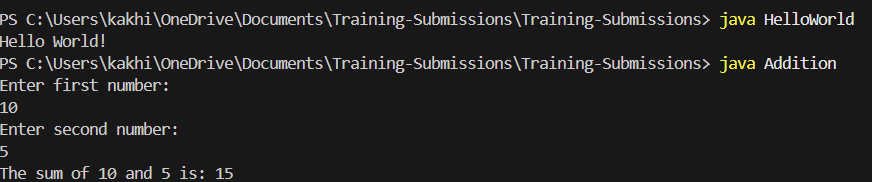 PS C:\Users\kakhi\OneDrive\Documents\Training-Submissions\Training-Submissions> java HelloWorld
Hello World!
PS C:\Users\kakhi\OneDrive\Documents\Training-Submissions\Training-Submissions> java Addition
Enter first number:
10
Enter second number:
5
The sum of 10 and 5 is: 15